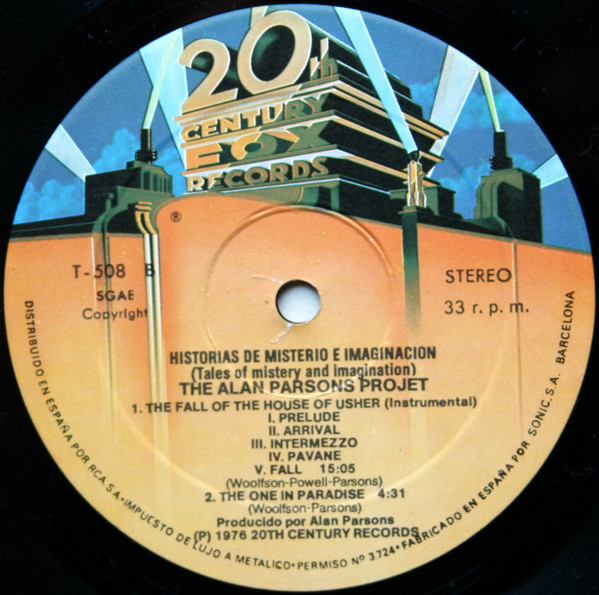 20th
CENTURY
FOX
RECORDS
®
T-508 B
SGAE
Copyright
STEREO
33 r. p. m.
HISTORIAS DE MISTERIO E IMAGINACION
(Tales of mistery and imagination)
THE ALAN PARSONS PROJET
1. THE FALL OF THE HOUSE OF USHER (Instrumental)
I. PRELUDE
II. ARRIVAL
III. INTERMEZZO
IV. PAVANE
V. FALL 15:05
(Woolfson-Powell-Parsons)
2. THE ONE IN PARADISE 4:31
(Woolfson-Parsons)
Producido por Alan Parsons
(P) 1976 20TH CENTURY RECORDS
DISTRIBUIDO EN ESPAÑA POR RCA S.A. • IMPUESTO DE LUJO A METALICO • PERMISO Nº 3.724 • FABRICADO EN ESPAÑA POR SONIC, S.A. BARCELONA